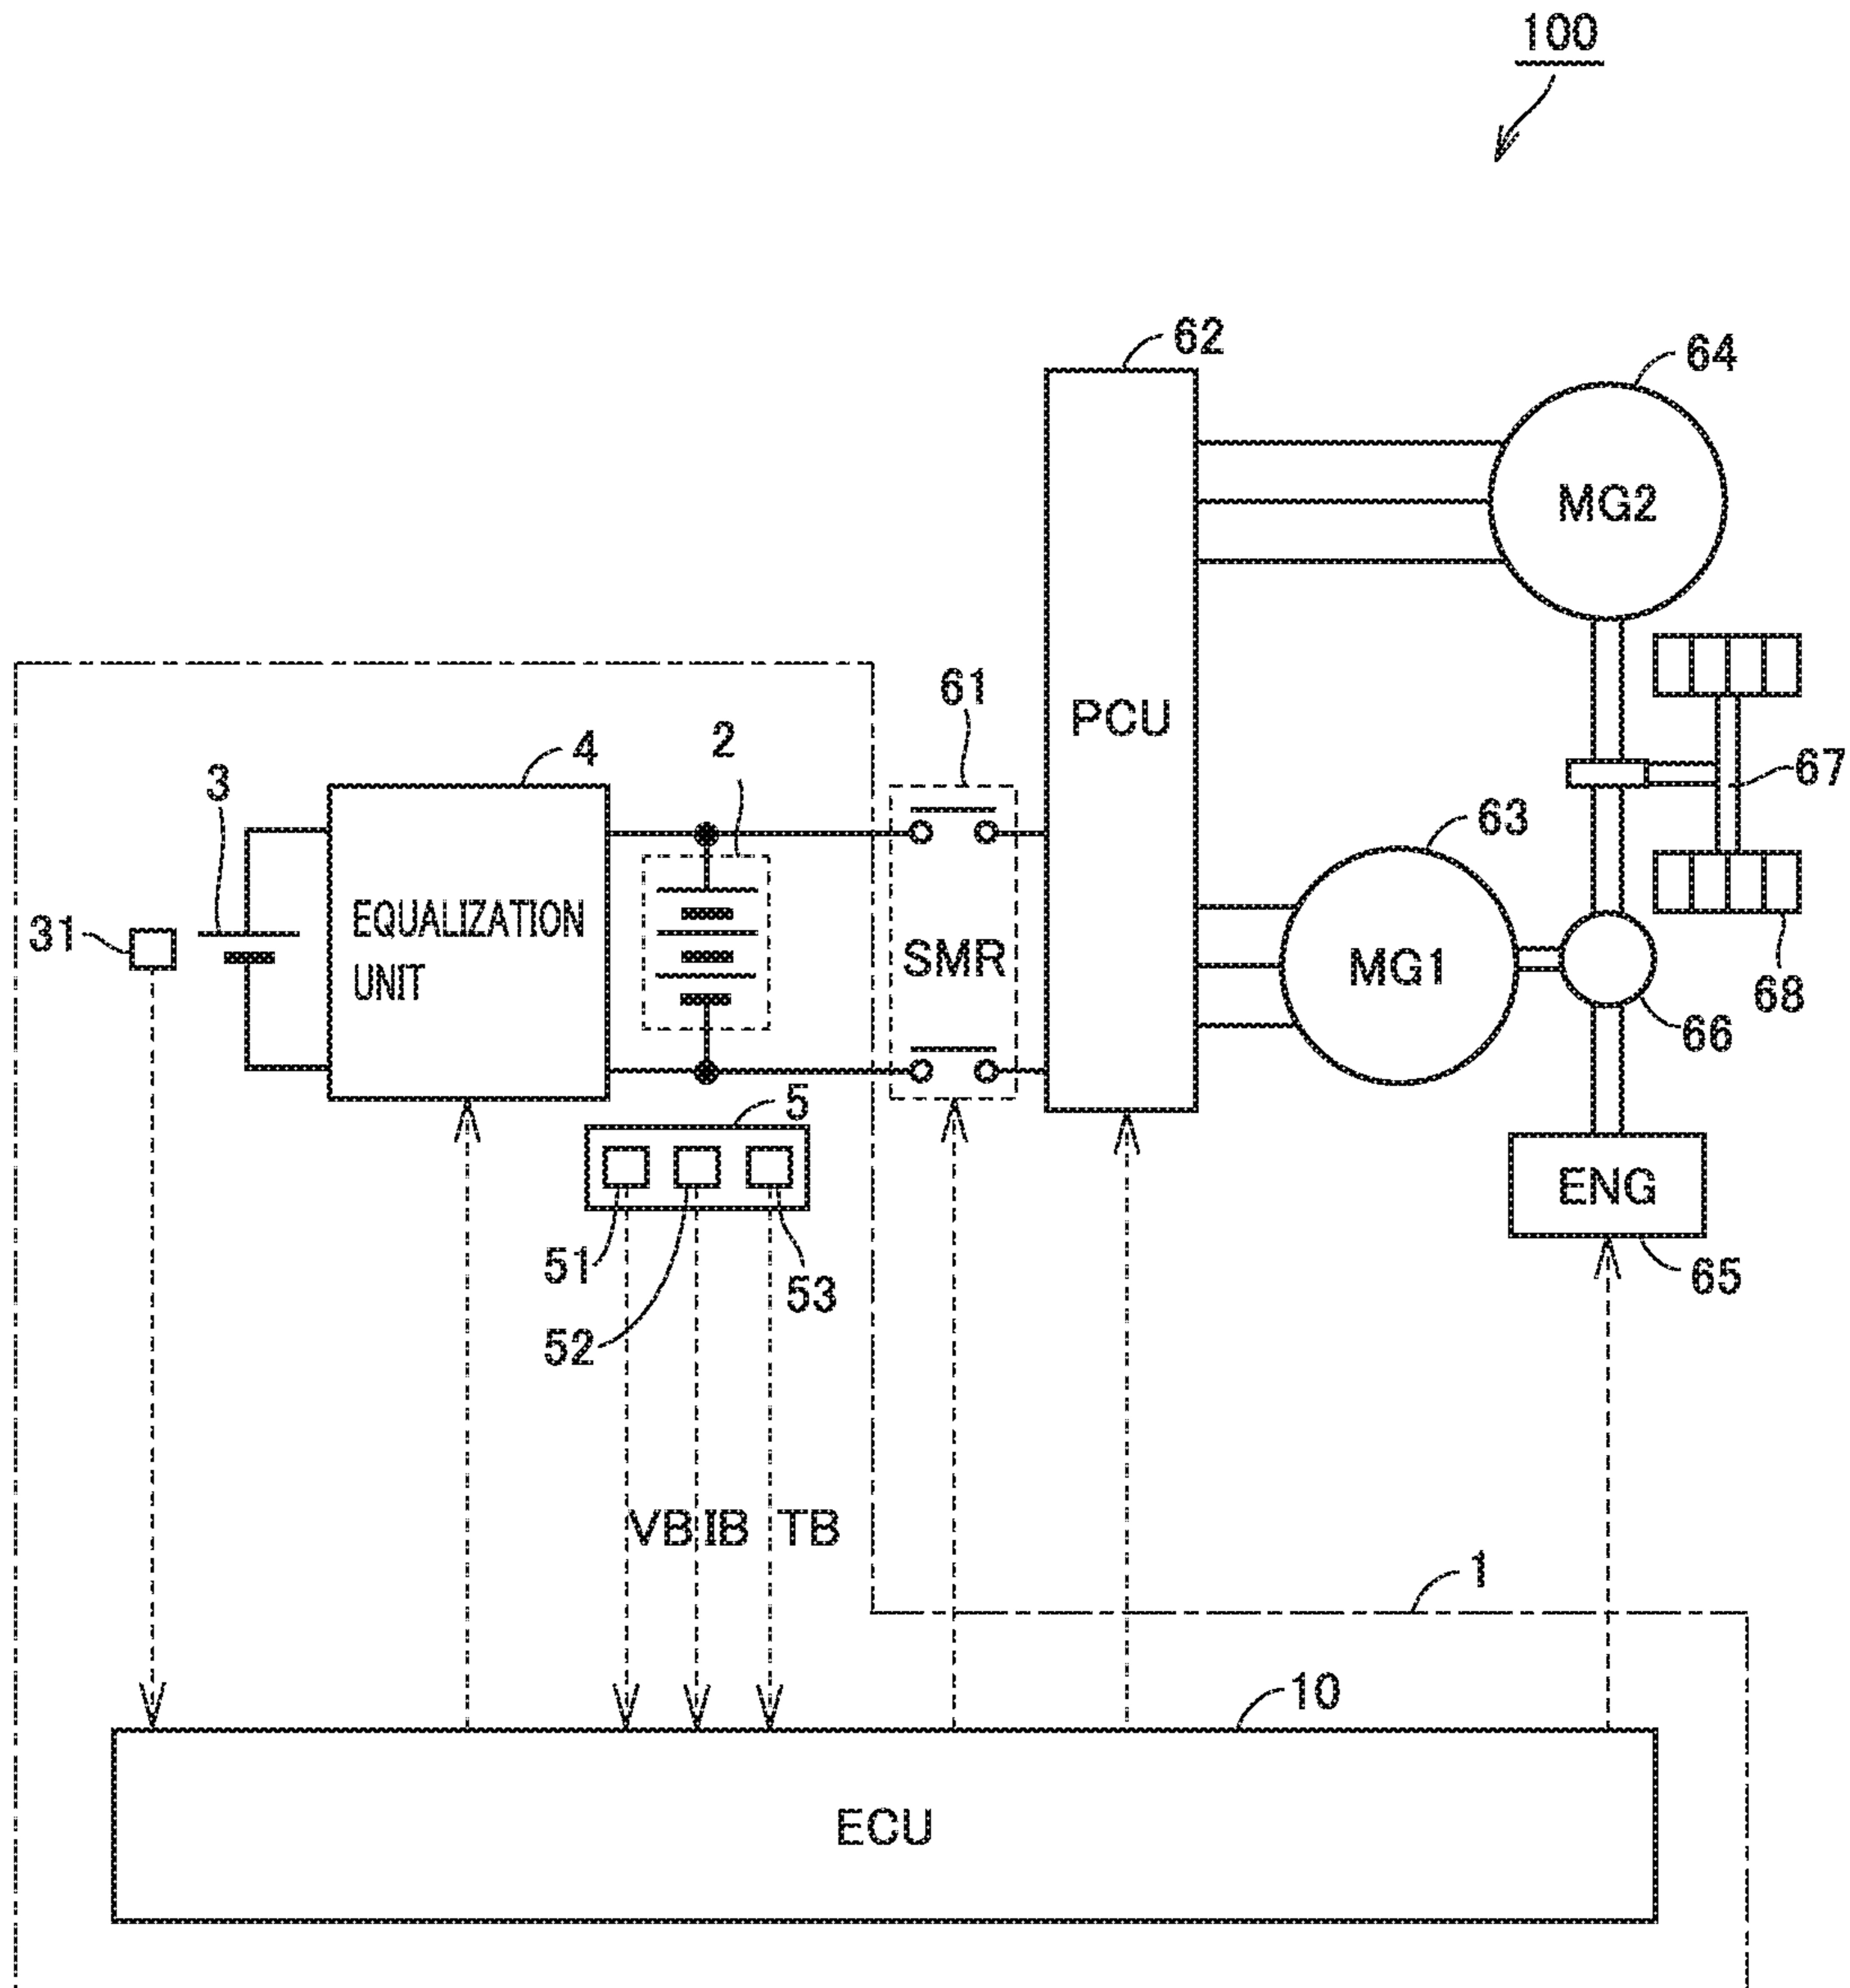 100
62
64
MG2
61
PCU
4
2
67
3
63
EQUALIZATION
UNIT
31
SMR
MG1
68
66
5
ENG
51
53
65
52
VB IB TB
1
10
ECU